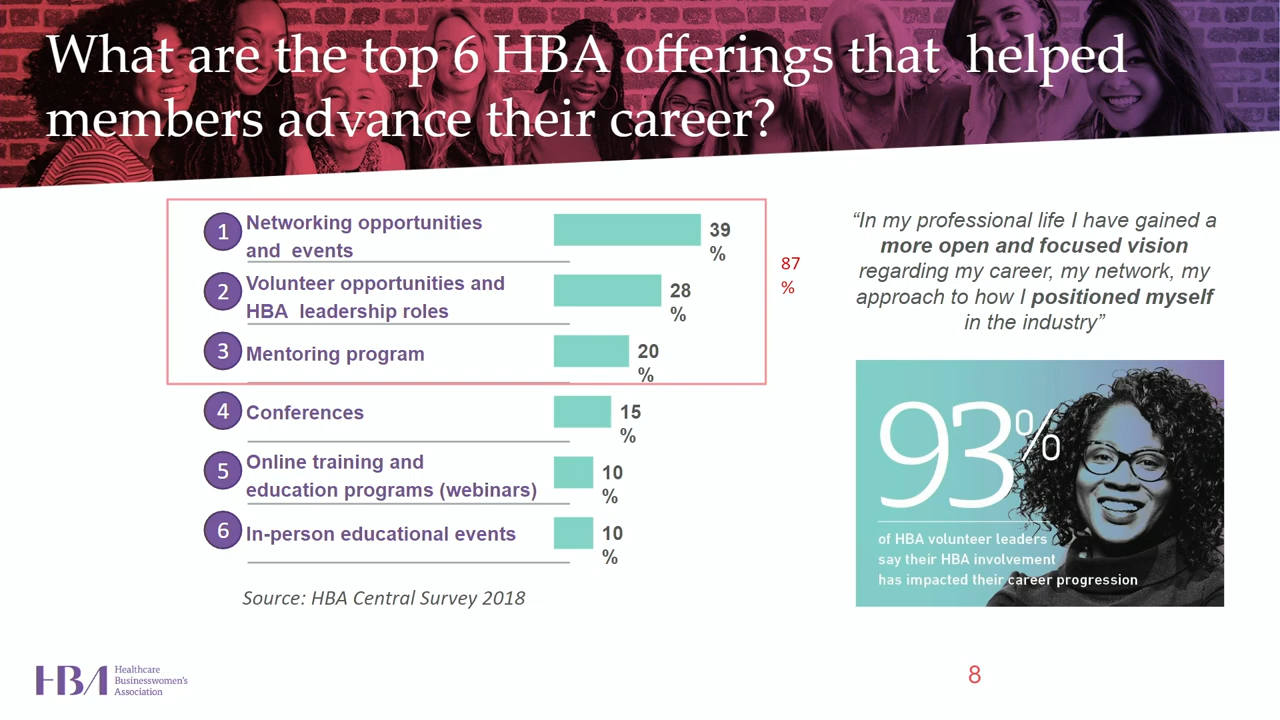 What are the top 6 HBA offerings that helped
members advance their career?
1 Networking opportunities
and events
39
%
2 Volunteer opportunities and
HBA leadership roles
28
%
3 Mentoring program
20
%
87
%
4 Conferences
15
%
5 Online training and
education programs (webinars)
10
%
6 In-person educational events
10
%
Source: HBA Central Survey 2018
“In my professional life I have gained a
more open and focused vision
regarding my career, my network, my
approach to how I positioned myself
in the industry”
93%
of HBA volunteer leaders
say their HBA involvement
has impacted their career progression
HBA Healthcare
Businesswomen's
Association
8